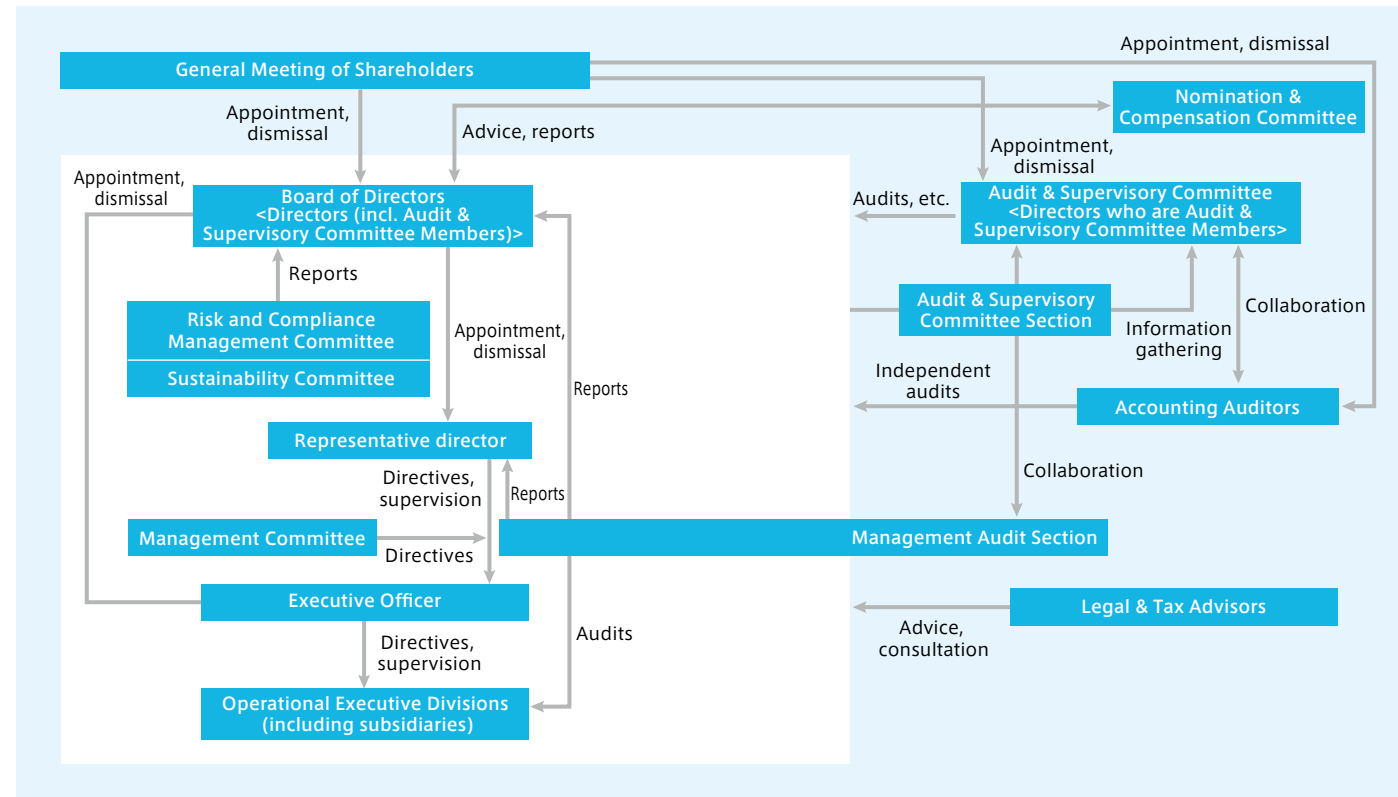 Appointment, dismissal
General Meeting of Shareholders
Nomination &
Compensation Committee
Appointment,
dismissal
Advice, reports
Appointment,
dismissal
Appointment,
dismissal
Board of Directors
<Directors (incl. Audit &
Supervisory Committee Members)>
Audits, etc.
Audit & Supervisory Committee
<Directors who are Audit &
Supervisory Committee Members>
Reports
Risk and Compliance
Management Committee
Sustainability Committee
Appointment,
dismissal
Audit & Supervisory
Committee Section
Information
gathering
Collaboration
Reports
Independent
audits
Accounting Auditors
Representative director
Directives,
supervision
Reports
Collaboration
Management Committee
Directives
Management Audit Section
Executive Officer
Legal & Tax Advisors
Advice,
consultation
Directives,
supervision
Audits
Operational Executive Divisions
(including subsidiaries)